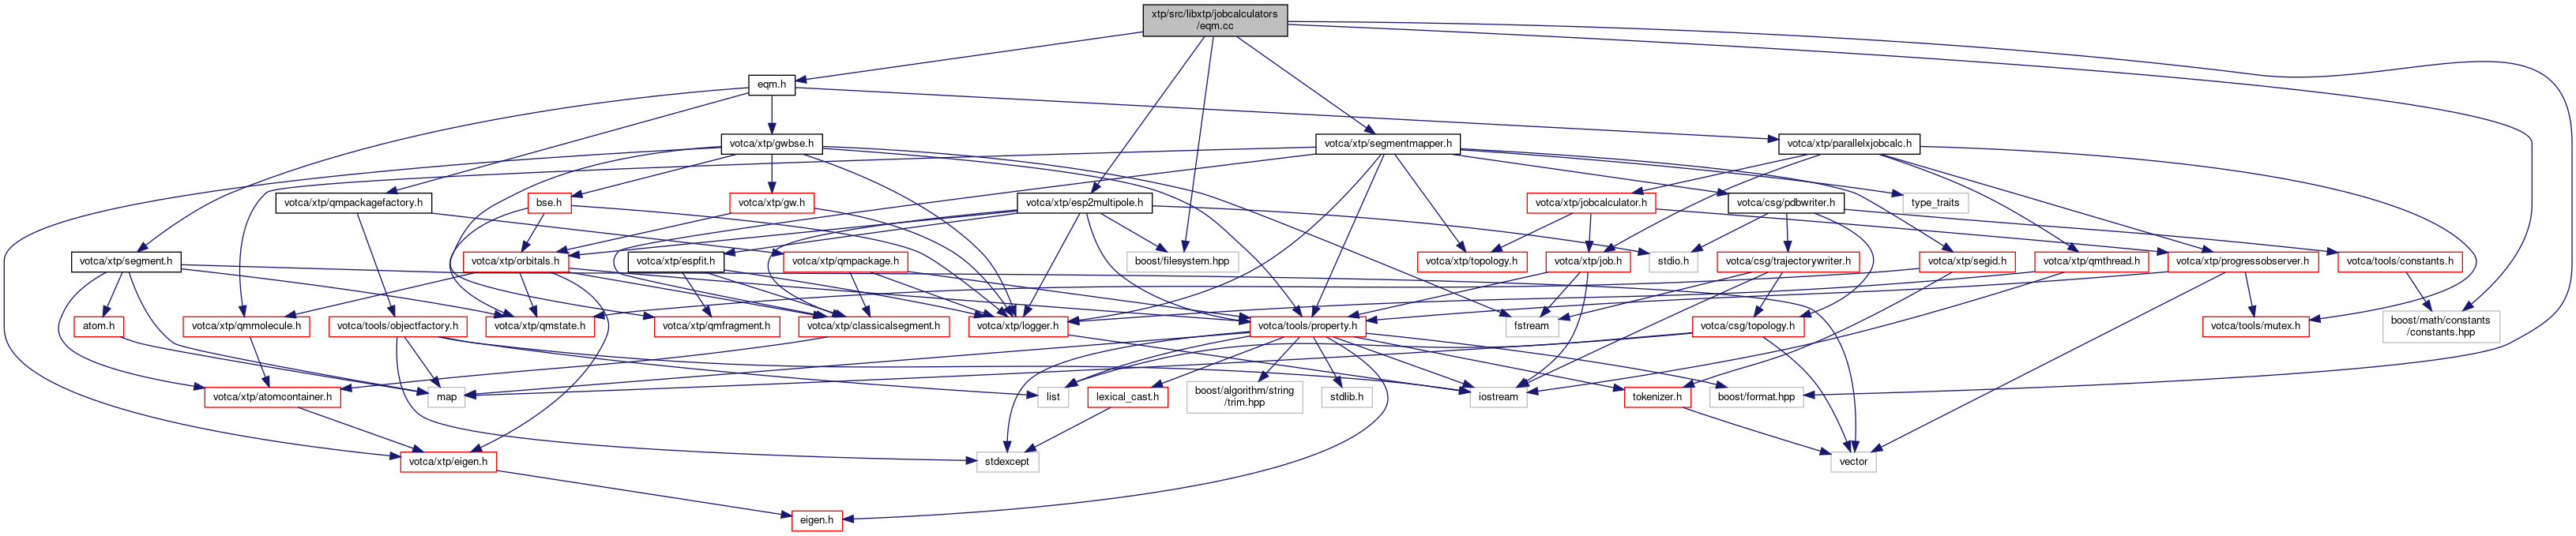 xtp/src/libxtp/jobcalculators
/eqm.cc
eqm.h
votca/xtp/gwbse.h
votca/xtp/segmentmapper.h
votca/xtp/parallelxjobcalc.h
votca/xtp/qmpackagefactory.h
bse.h
votca/xtp/gw.h
votca/xtp/esp2multipole.h
votca/xtp/jobcalculator.h
votca/csg/pdbwriter.h
type_traits
votca/xtp/segment.h
votca/xtp/orbitals.h
votca/xtp/espfit.h
votca/xtp/qmpackage.h
boost/filesystem.hpp
votca/xtp/topology.h
votca/xtp/job.h
stdio.h
votca/csg/trajectorywriter.h
votca/xtp/segid.h
votca/xtp/qmthread.h
votca/xtp/progressobserver.h
votca/tools/constants.h
atom.h
votca/xtp/qmmolecule.h
votca/tools/objectfactory.h
votca/xtp/qmstate.h
votca/xtp/qmfragment.h
votca/xtp/classicalsegment.h
votca/xtp/logger.h
votca/tools/property.h
fstream
votca/csg/topology.h
votca/tools/mutex.h
boost/math/constants
/constants.hpp
votca/xtp/atomcontainer.h
map
list
lexical_cast.h
boost/algorithm/string
/trim.hpp
stdlib.h
iostream
tokenizer.h
boost/format.hpp
votca/xtp/eigen.h
stdexcept
vector
eigen.h